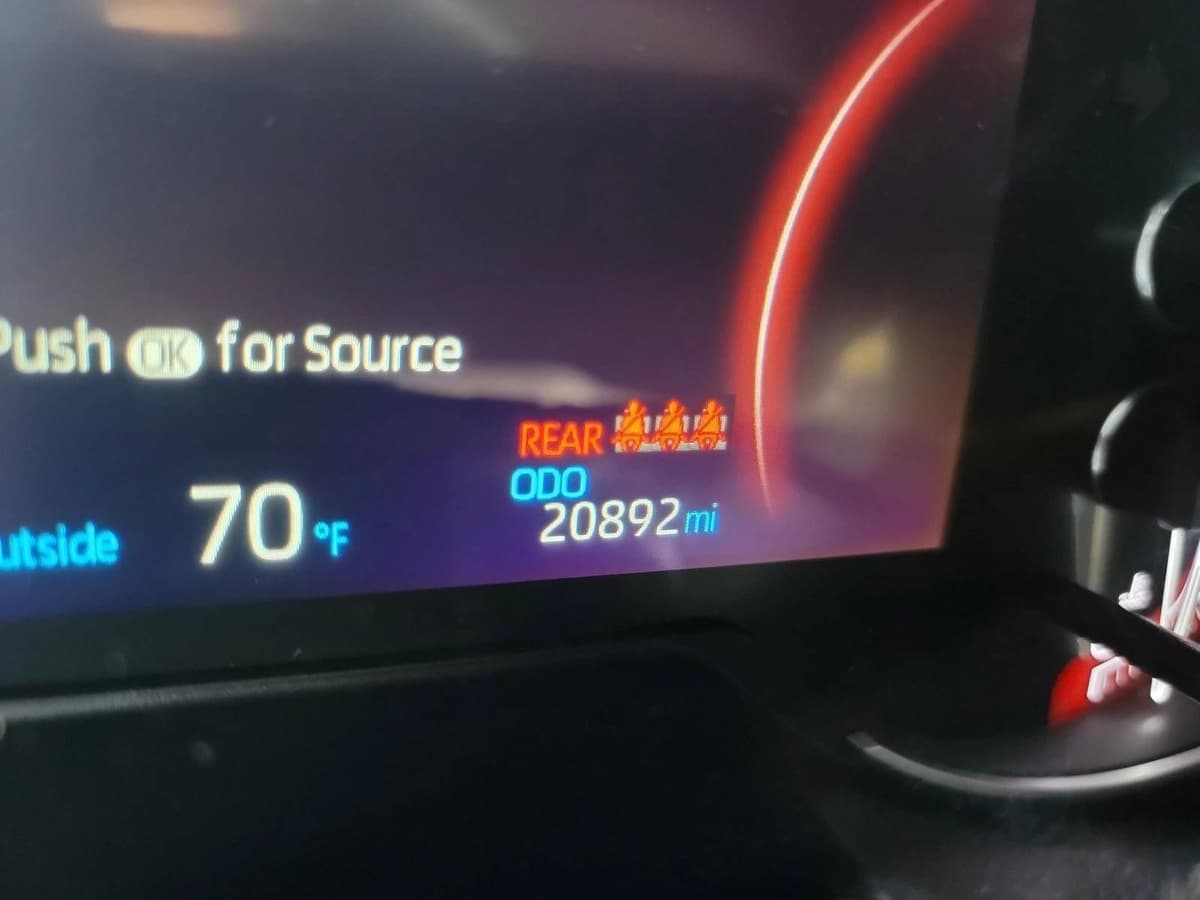 Push OK for Source
REAR
ODO
utside 70 °F
20892 mi